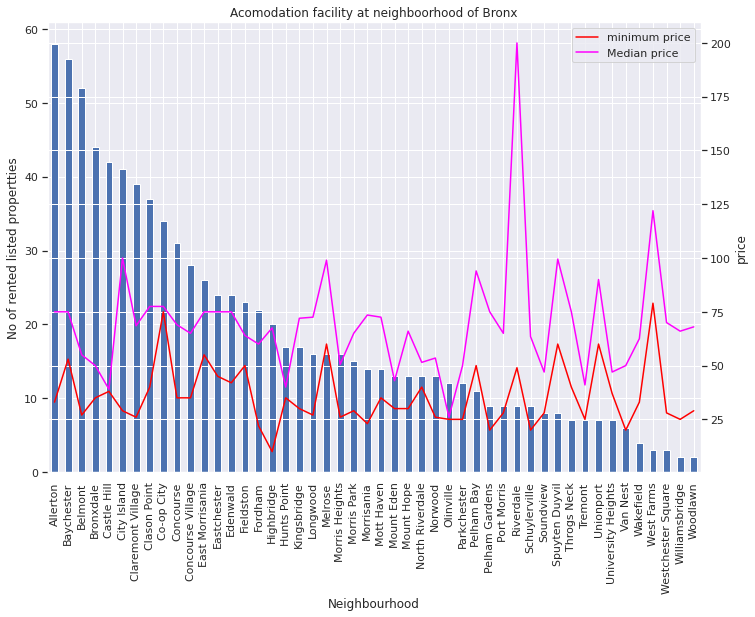 Acomodation facility at neighboorhood of Bronx
minimum price
Median price
No of rented listed propertties
60
50
40
30
20
10
0
200
175
150
125
100
75
50
25
price
Allerton
Baychester
Belmont
Bronxdale
Castle Hill
City Island
Claremont Village
Clason Point
Co-op City
Concourse
Concourse Village
East Morrisania
Eastchester
Edenwald
Fieldston
Fordham
Highbridge
Hunts Point
Kingsbridge
Longwood
Melrose
Morris Heights
Morris Park
Morrisania
Mott Haven
Mount Eden
Mount Hope
North Riverdale
Norwood
Olinville
Parkchester
Pelham Bay
Pelham Gardens
Port Morris
Riverdale
Schuylerville
Soundview
Spuyten Duyvil
Throgs Neck
Tremont
Unionport
University Heights
Van Nest
Wakefield
West Farms
Westchester Square
Williamsbridge
Woodlawn
Neighbourhood